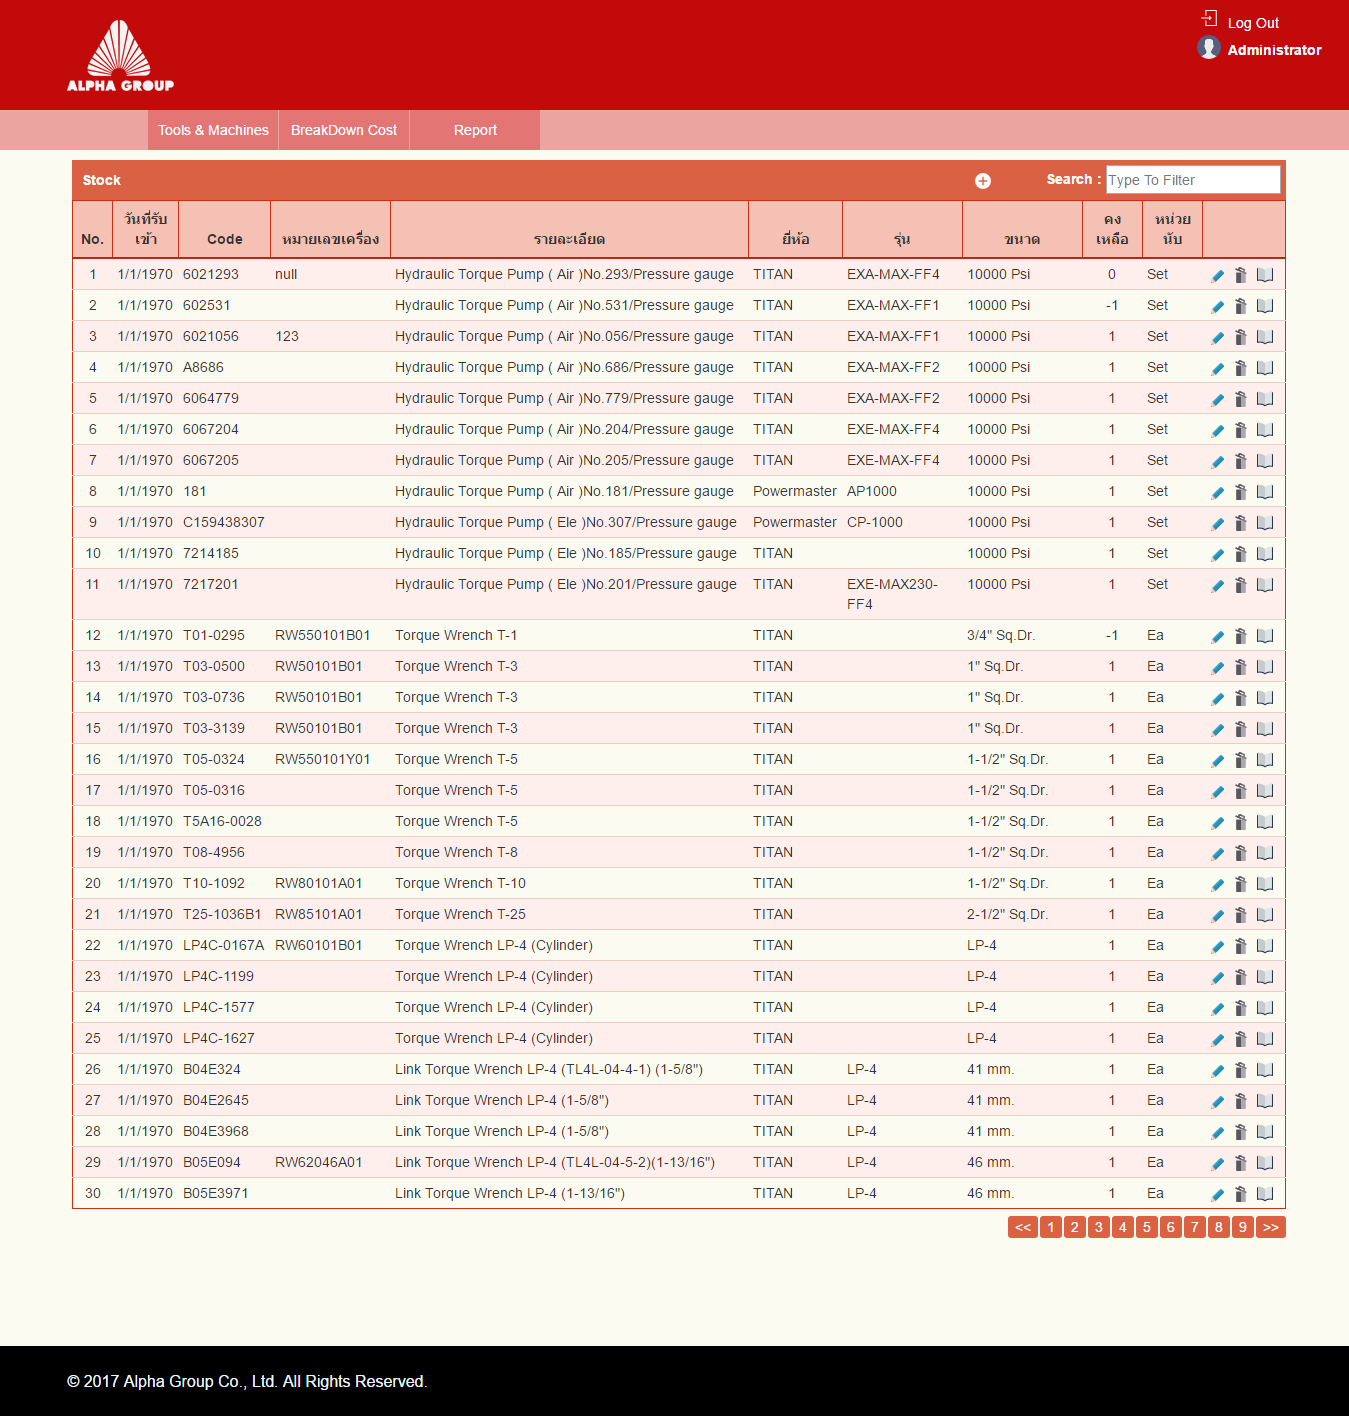 Log Out
ALPHA GROUP
Administrator
Tools & Machines BreakDown Cost Report
Stock Search : Type To Filter
No. วันที่รับเข้า Code หมายเลขเครื่อง รายละเอียด ยี่ห้อ รุ่น ขนาด คงเหลือ หน่วยนับ
1 1/1/1970 6021293 null Hydraulic Torque Pump ( Air )No.293/Pressure gauge TITAN EXA-MAX-FF4 10000 Psi 0 Set
2 1/1/1970 602531 Hydraulic Torque Pump ( Air )No.531/Pressure gauge TITAN EXA-MAX-FF1 10000 Psi -1 Set
3 1/1/1970 6021056 123 Hydraulic Torque Pump ( Air )No.056/Pressure gauge TITAN EXA-MAX-FF1 10000 Psi 1 Set
4 1/1/1970 A8686 Hydraulic Torque Pump ( Air )No.686/Pressure gauge TITAN EXA-MAX-FF2 10000 Psi 1 Set
5 1/1/1970 6064779 Hydraulic Torque Pump ( Air )No.779/Pressure gauge TITAN EXA-MAX-FF2 10000 Psi 1 Set
6 1/1/1970 6067204 Hydraulic Torque Pump ( Air )No.204/Pressure gauge TITAN EXE-MAX-FF4 10000 Psi 1 Set
7 1/1/1970 6067205 Hydraulic Torque Pump ( Air )No.205/Pressure gauge TITAN EXE-MAX-FF4 10000 Psi 1 Set
8 1/1/1970 181 Hydraulic Torque Pump ( Air )No.181/Pressure gauge Powermaster AP1000 10000 Psi 1 Set
9 1/1/1970 C159438307 Hydraulic Torque Pump ( Ele )No.307/Pressure gauge Powermaster CP-1000 10000 Psi 1 Set
10 1/1/1970 7214185 Hydraulic Torque Pump ( Ele )No.185/Pressure gauge TITAN 10000 Psi 1 Set
11 1/1/1970 7217201 Hydraulic Torque Pump ( Ele )No.201/Pressure gauge TITAN EXE-MAX230-FF4 10000 Psi 1 Set
12 1/1/1970 T01-0295 RW550101B01 Torque Wrench T-1 TITAN 3/4" Sq.Dr. -1 Ea
13 1/1/1970 T03-0500 RW50101B01 Torque Wrench T-3 TITAN 1" Sq.Dr. 1 Ea
14 1/1/1970 T03-0736 RW50101B01 Torque Wrench T-3 TITAN 1" Sq.Dr. 1 Ea
15 1/1/1970 T03-3139 RW50101B01 Torque Wrench T-3 TITAN 1" Sq.Dr. 1 Ea
16 1/1/1970 T05-0324 RW550101Y01 Torque Wrench T-5 TITAN 1-1/2" Sq.Dr. 1 Ea
17 1/1/1970 T05-0316 Torque Wrench T-5 TITAN 1-1/2" Sq.Dr. 1 Ea
18 1/1/1970 T5A16-0028 Torque Wrench T-5 TITAN 1-1/2" Sq.Dr. 1 Ea
19 1/1/1970 T08-4956 Torque Wrench T-8 TITAN 1-1/2" Sq.Dr. 1 Ea
20 1/1/1970 T10-1092 RW80101A01 Torque Wrench T-10 TITAN 1-1/2" Sq.Dr. 1 Ea
21 1/1/1970 T25-1036B1 RW85101A01 Torque Wrench T-25 TITAN 2-1/2" Sq.Dr. 1 Ea
22 1/1/1970 LP4C-0167A RW60101B01 Torque Wrench LP-4 (Cylinder) TITAN LP-4 1 Ea
23 1/1/1970 LP4C-1199 Torque Wrench LP-4 (Cylinder) TITAN LP-4 1 Ea
24 1/1/1970 LP4C-1577 Torque Wrench LP-4 (Cylinder) TITAN LP-4 1 Ea
25 1/1/1970 LP4C-1627 Torque Wrench LP-4 (Cylinder) TITAN LP-4 1 Ea
26 1/1/1970 B04E324 Link Torque Wrench LP-4 (TL4L-04-4-1) (1-5/8") TITAN LP-4 41 mm. 1 Ea
27 1/1/1970 B04E2645 Link Torque Wrench LP-4 (1-5/8") TITAN LP-4 41 mm. 1 Ea
28 1/1/1970 B04E3968 Link Torque Wrench LP-4 (1-5/8") TITAN LP-4 41 mm. 1 Ea
29 1/1/1970 B05E094 RW62046A01 Link Torque Wrench LP-4 (TL4L-04-5-2)(1-13/16") TITAN LP-4 46 mm. 1 Ea
30 1/1/1970 B05E3971 Link Torque Wrench LP-4 (1-13/16") TITAN LP-4 46 mm. 1 Ea
<< 1 2 3 4 5 6 7 8 9 >>
© 2017 Alpha Group Co., Ltd. All Rights Reserved.